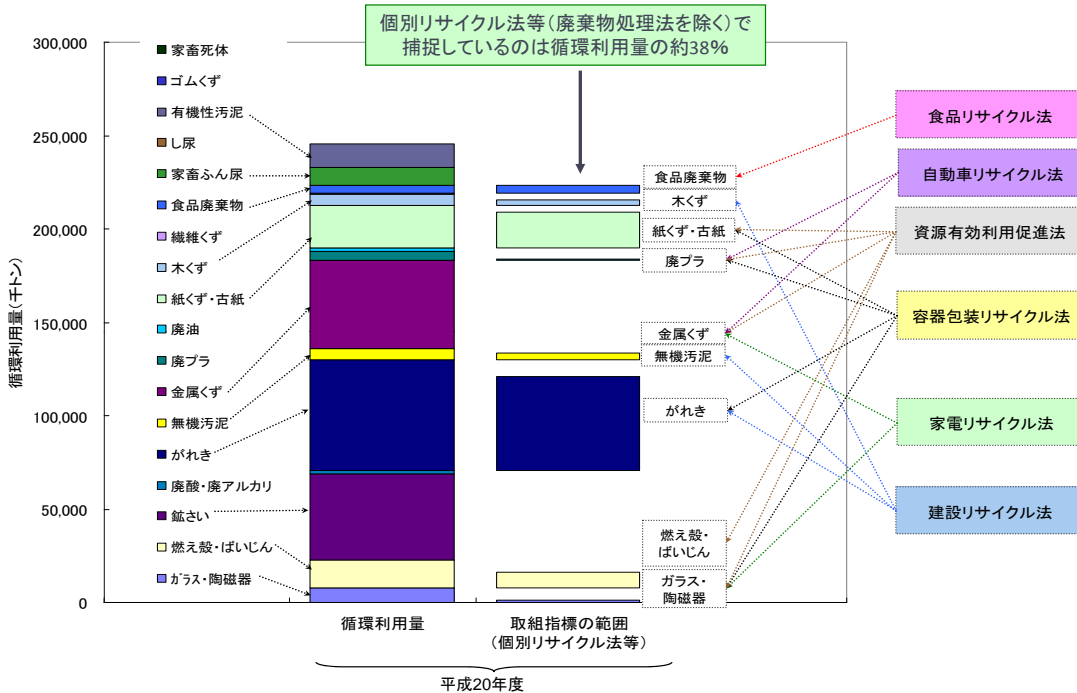 個別リサイクル法等(廃棄物処理法を除く)で
捕捉しているのは循環利用量の約38%
循環利用量(千トン)
300,000
250,000
200,000
150,000
100,000
50,000
0
家畜死体
ゴムくず
有機性汚泥
し尿
家畜ふん尿
食品廃棄物
繊維くず
木くず
紙くず・古紙
廃油
廃プラ
金属くず
無機汚泥
がれき
廃酸・廃アルカリ
鉱さい
燃え殻・ばいじん
ガラス・陶磁器
食品廃棄物
木くず
紙くず・古紙
廃プラ
金属くず
無機汚泥
がれき
燃え殻・
ばいじん
ガラス・
陶磁器
食品リサイクル法
自動車リサイクル法
資源有効利用促進法
容器包装リサイクル法
家電リサイクル法
建設リサイクル法
循環利用量
取組指標の範囲
(個別リサイクル法等)
平成20年度